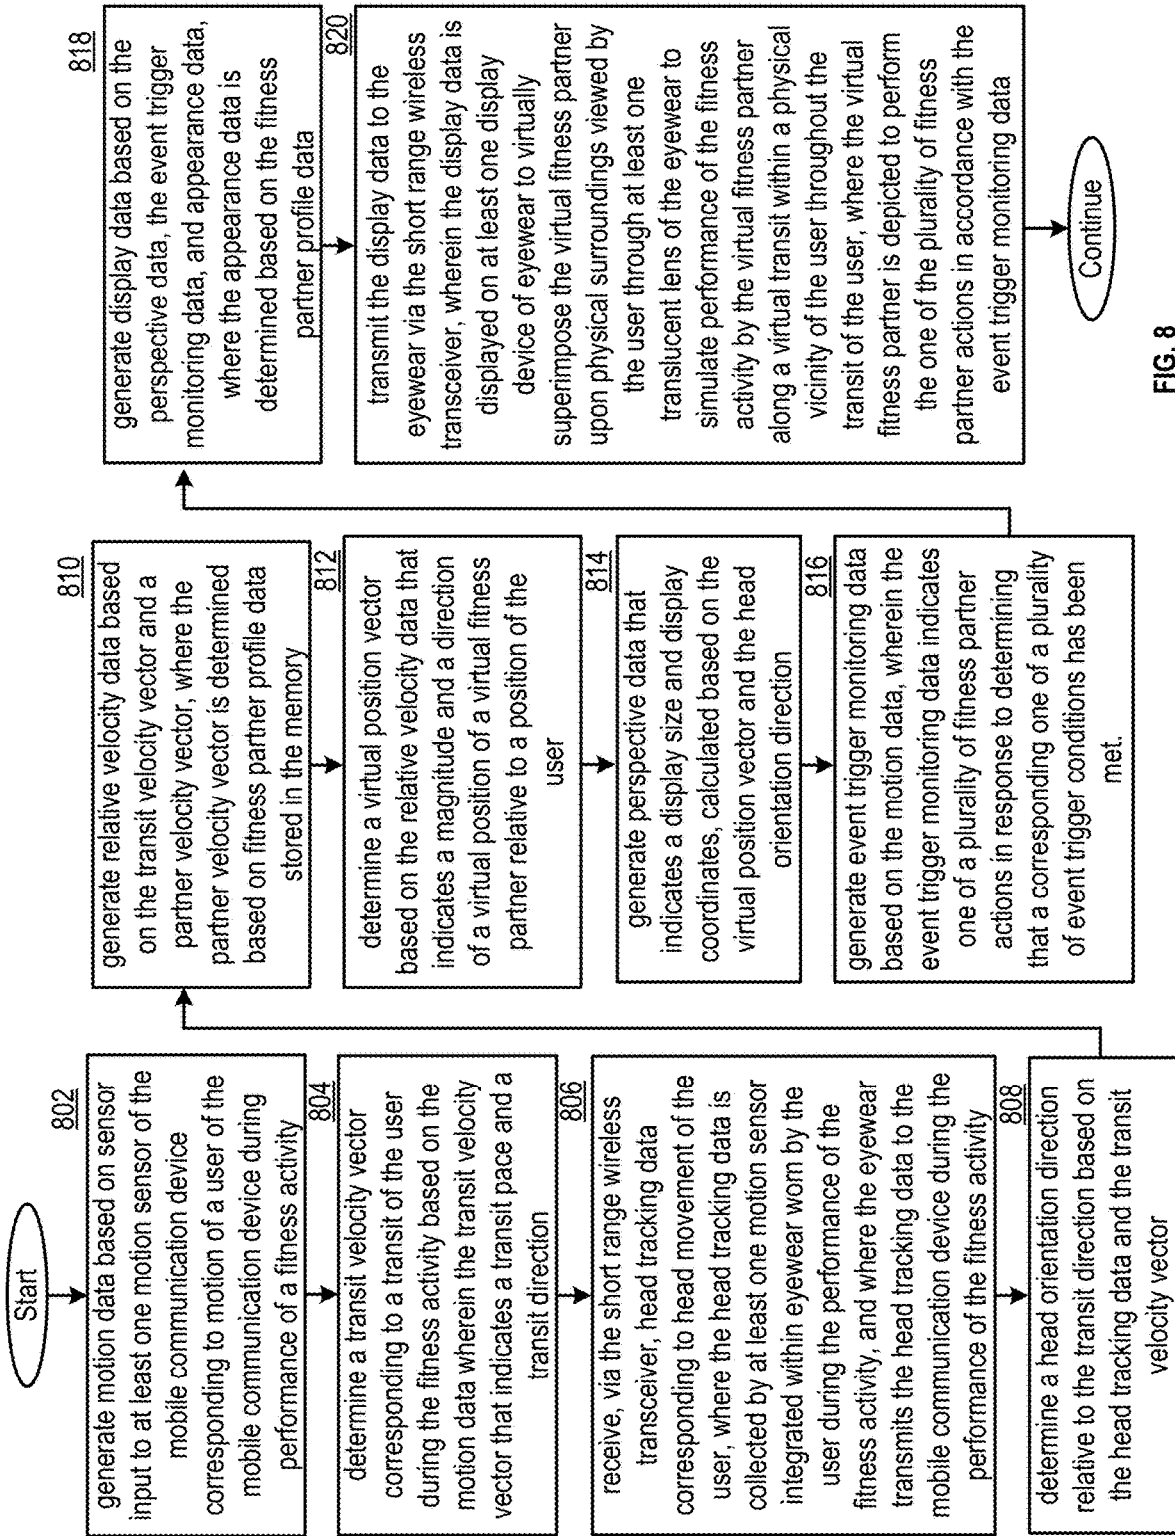 Start
802
generate motion data based on sensor
input to at least one motion sensor of the
mobile communication device
corresponding to motion of a user of the
mobile communication device during
performance of a fitness activity
804
determine a transit velocity vector
corresponding to a transit of the user
during the fitness activity based on the
motion data wherein the transit velocity
vector that indicates a transit pace and a
transit direction
806
receive, via the short range wireless
transceiver, head tracking data
corresponding to head movement of the
user, where the head tracking data is
collected by at least one motion sensor
integrated within eyewear worn by the
user during the performance of the
fitness activity, and where the eyewear
transmits the head tracking data to the
mobile communication device during the
performance of the fitness activity
808
determine a head orientation direction
relative to the transit direction based on
the head tracking data and the transit
velocity vector
810
generate relative velocity data based
on the transit velocity vector and a
partner velocity vector, where the
partner velocity vector is determined
based on fitness partner profile data
stored in the memory
812
determine a virtual position vector
based on the relative velocity data that
indicates a magnitude and a direction
of a virtual position of a virtual fitness
partner relative to a position of the
user
814
generate perspective data that
indicates a display size and display
coordinates, calculated based on the
virtual position vector and the head
orientation direction
816
generate event trigger monitoring data
based on the motion data, wherein the
event trigger monitoring data indicates
one of a plurality of fitness partner
actions in response to determining
that a corresponding one of a plurality
of event trigger conditions has been
met.
818
generate display data based on the
perspective data, the event trigger
monitoring data, and appearance data,
where the appearance data is
determined based on the fitness
partner profile data
820
transmit the display data to the
eyewear via the short range wireless
transceiver, wherein the display data is
displayed on at least one display
device of eyewear to virtually
superimpose the virtual fitness partner
upon physical surroundings viewed by
the user through at least one
translucent lens of the eyewear to
simulate performance of the fitness
activity by the virtual fitness partner
along a virtual transit within a physical
vicinity of the user throughout the
transit of the user, where the virtual
fitness partner is depicted to perform
the one of the plurality of fitness
partner actions in accordance with the
event trigger monitoring data
Continue
FIG. 8